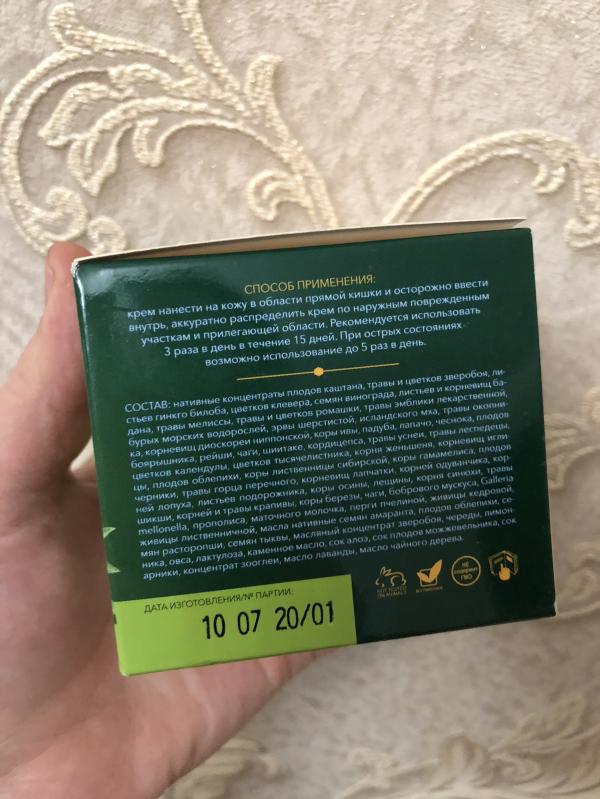 СПОСОБ ПРИМЕНЕНИЯ:
крем нанести на кожу в области прямой кишки и осторожно ввести
внутрь, аккуратно распределить крем по наружным поврежденным
участкам и прилегающей области. Рекомендуется использовать
3 раза в день в течение 15 дней. При острых состояниях
возможно использование до 5 раз в день.
СОСТАВ: нативные концентраты плодов каштана, травы и цветков зверобоя, ли-
стьев гинкго билоба, цветков клевера, семян винограда, листьев и корневищ ба-
дана, травы мелиссы, травы и цветков ромашки, травы эмблики лекарственной,
бурых морских водорослей, эрвы шерстистой, исландского мха, травы окопни-
ка, корневищ диоскореи ниппонской, коры ивы, падуба, лапачо, чеснока, плодов
боярышника, рейши, чаги, шиитаке, кордицепса, травы уснеи, травы леспедецы,
цветков календулы, цветков тысячелистника, корня женьшеня, корневищ игли-
цы, плодов облепихи, коры лиственницы сибирской, коры гамамелиса, плодов
черники, травы горца перечного, корневищ лапчатки, корней одуванчика, кор-
ней лопуха, листьев подорожника, коры осины, лещины, корня синюхи, травы
шикши, корней и травы крапивы, коры березы, чаги, бобрового мускуса, Galleria
mellonella, прополиса, маточного молочка, перги пчелиной, живицы кедровой,
живицы лиственничной, масла нативные семян амаранта, плодов облепихи, се-
мян расторопши, семян тыквы, масляный концентрат зверобоя, череды, лимон-
ника, овса, лактулоза, каменное масло, сок алоэ, сок плодов можжевельника, сок
арники, концентрат зооглеи, масло лаванды, масло чайного дерева.
ДАТА ИЗГОТОВЛЕНИЯ/№ ПАРТИИ:
10 07 20/01
NOT TESTED
ON ANIMALS
НЕ
СОДЕРЖИТ
ГМО